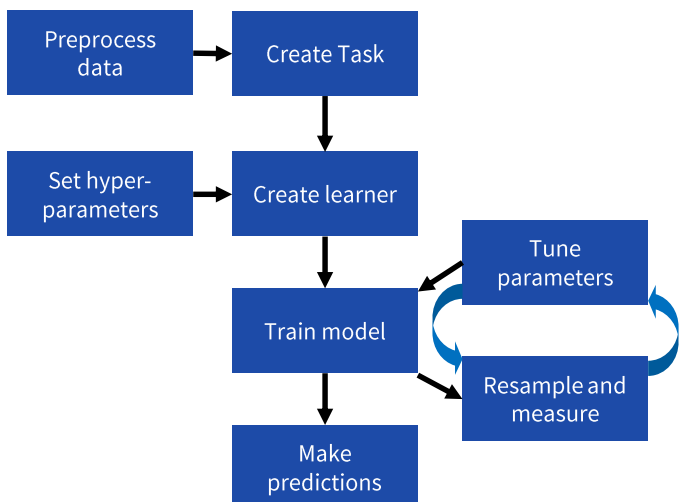 Preprocess
data
Create Task
Set hyper-
parameters
Create learner
Tune
parameters
Train model
Resample and
measure
Make
predictions